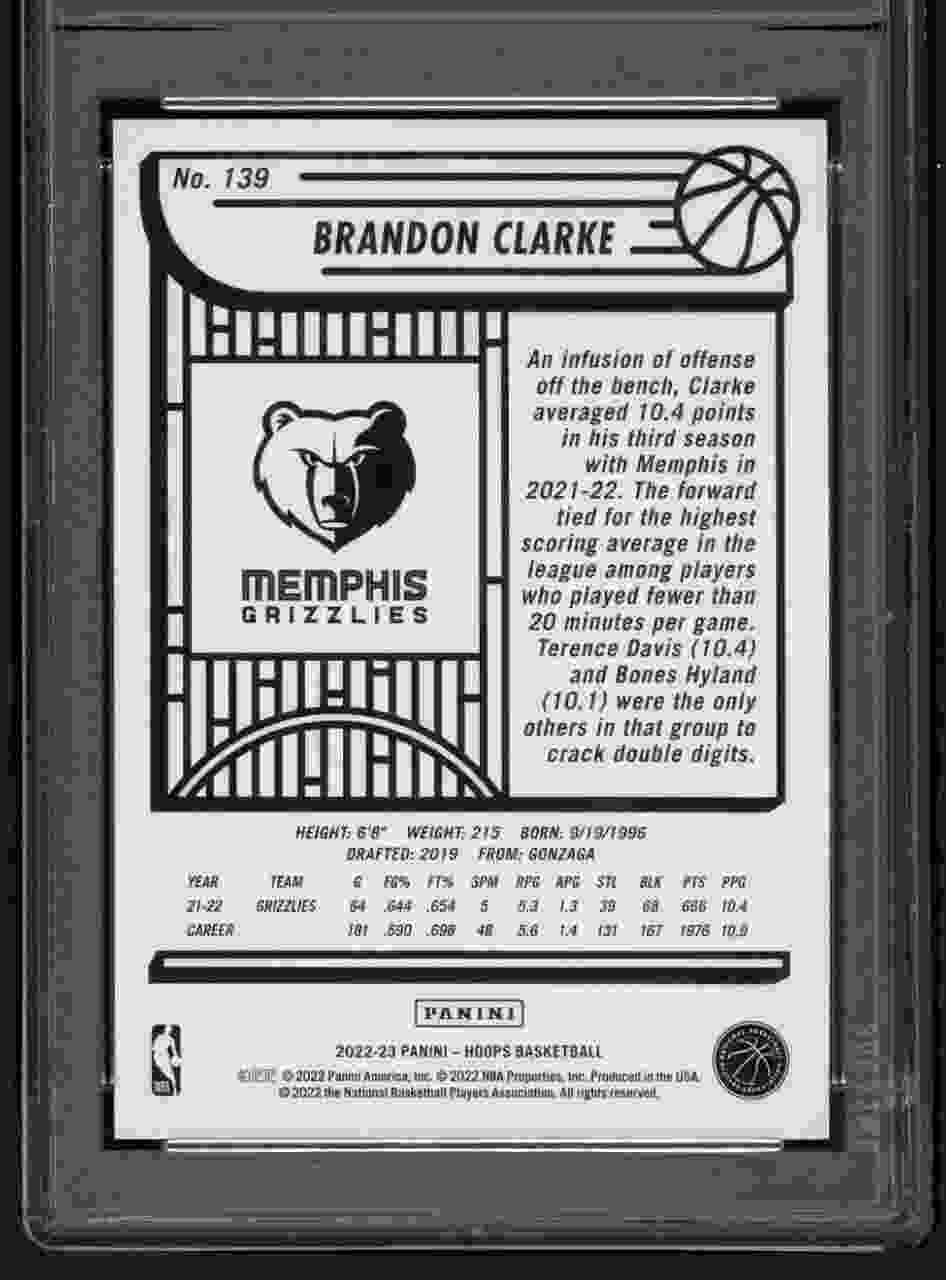 No. 139
BRANDON CLARKE
An infusion of offense
off the bench, Clarke
averaged 10.4 points
in his third season
with Memphis in
2021-22. The forward
tied for the highest
scoring average in the
league among players
who played fewer than
20 minutes per game.
Terence Davis (10.4)
and Bones Hyland
(10.1) were the only
others in that group to
crack double digits.
MEMPHIS
GRIZZLIES
HEIGHT: 6'8" WEIGHT: 215 BORN: 9/19/1996
DRAFTED: 2019 FROM: GONZAGA
YEAR TEAM G FG% FT% 3PM RPG APG STL BLK PTS PPG
21-22 GRIZZLIES 64 .644 .654 5 5.3 1.3 39 68 666 10.4
CAREER 181 .590 .698 48 5.6 1.4 131 167 1976 10.9
PANINI
2022-23 PANINI – HOOPS BASKETBALL
© 2022 Panini America, Inc. © 2022 NBA Properties, Inc. Produced in the USA.
© 2022 the National Basketball Players Association. All rights reserved.